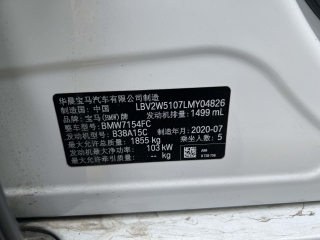 华晨宝马汽车有限公司制造
制造国：中国 LBV2W5107LMY04826
品牌：宝马(BMW)牌 发动机排量：1499 mL
整车型号：BMW7154FC
发动机型号：B38A15C 制造年月：2020-07
最大允许总质量：1855 kg 乘坐人数：5
发动机最大净功率：103 kW
最大允许牵引质量：-- kg